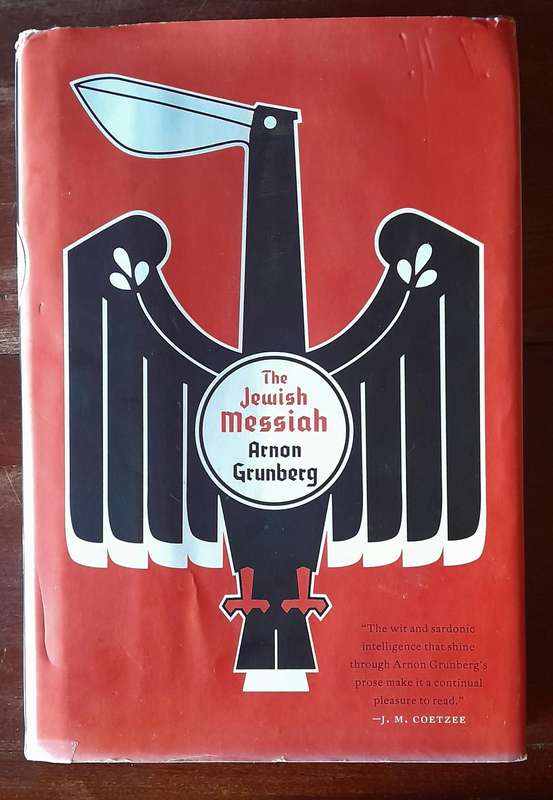 The
Jewish
Messiah
Arnon
Grunberg
“The wit and sardonic
intelligence that shine
through Arnon Grunberg’s
prose make it a continual
pleasure to read.”
—J. M. COETZEE